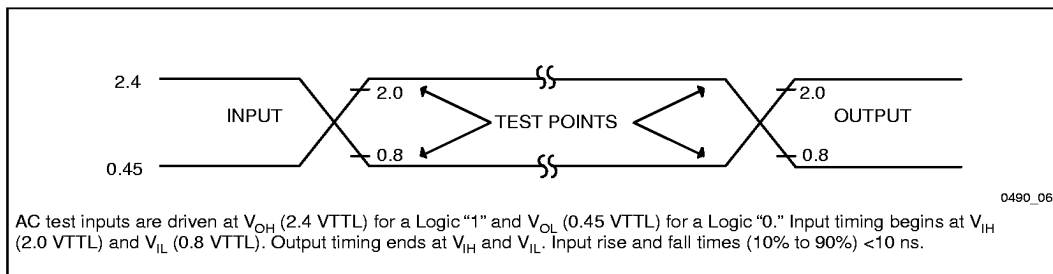 2.4
2.0
2.0
INPUT
TEST POINTS
OUTPUT
0.8
0.8
0.45
0490_06
AC test inputs are driven at VOH (2.4 VTTL) for a Logic “1” and VOL (0.45 VTTL) for a Logic “0.” Input timing begins at VIH
(2.0 VTTL) and VIL (0.8 VTTL). Output timing ends at VIH and VIL. Input rise and fall times (10% to 90%) <10 ns.